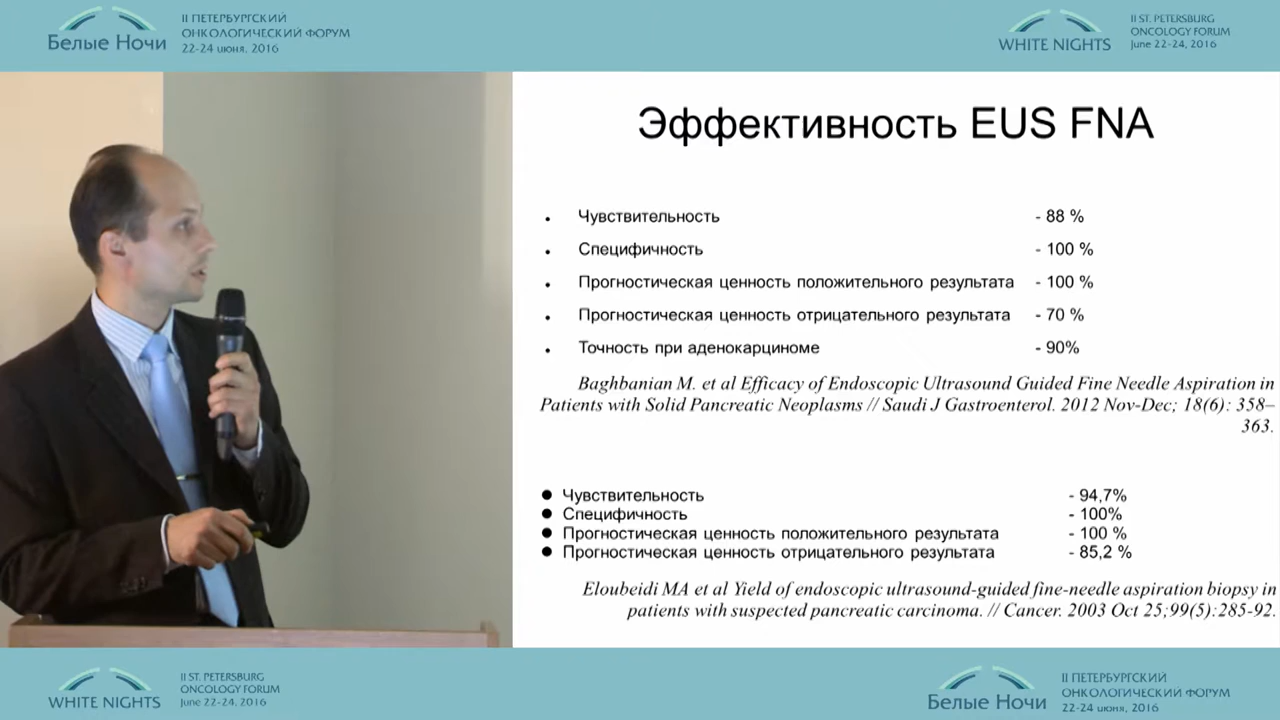 Белые Ночи
II ПЕТЕРБУРГСКИЙ
ОНКОЛОГИЧЕСКИЙ ФОРУМ
22-24 июня, 2016
WHITE NIGHTS
II ST. PETERSBURG
ONCOLOGY FORUM
June 22-24, 2016
Эффективность EUS FNA
• Чувствительность - 88 %
• Специфичность - 100 %
• Прогностическая ценность положительного результата - 100 %
• Прогностическая ценность отрицательного результата - 70 %
• Точность при аденокарциноме - 90%
Baghbanian M. et al Efficacy of Endoscopic Ultrasound Guided Fine Needle Aspiration in
Patients with Solid Pancreatic Neoplasms // Saudi J Gastroenterol. 2012 Nov-Dec; 18(6): 358–
363.
● Чувствительность - 94,7%
● Специфичность - 100%
● Прогностическая ценность положительного результата - 100 %
● Прогностическая ценность отрицательного результата - 85,2 %
Eloubeidi MA et al Yield of endoscopic ultrasound-guided fine-needle aspiration biopsy in
patients with suspected pancreatic carcinoma. // Cancer. 2003 Oct 25;99(5):285-92.
WHITE NIGHTS
II ST. PETERSBURG
ONCOLOGY FORUM
June 22-24, 2016
Белые Ночи
II ПЕТЕРБУРГСКИЙ
ОНКОЛОГИЧЕСКИЙ ФОРУМ
22-24 июня, 2016